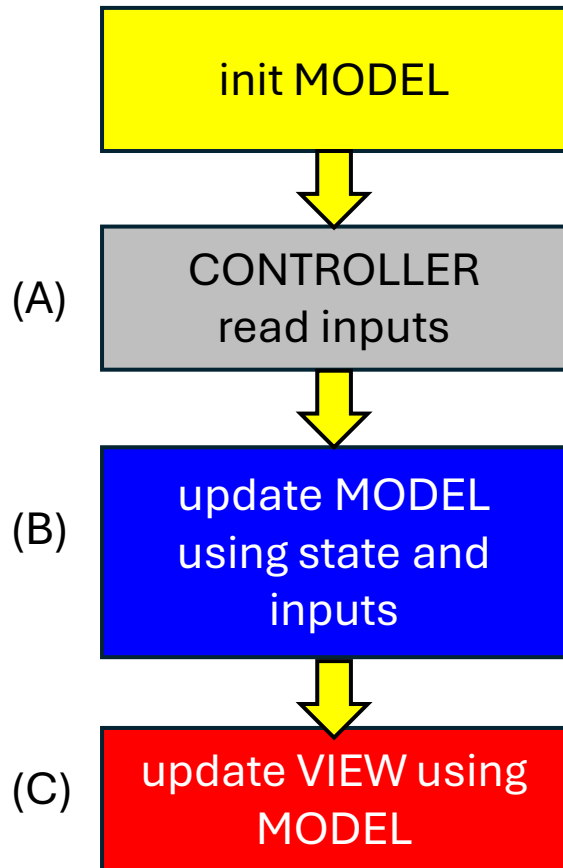 init MODEL
(A)
CONTROLLER
read inputs
(B)
update MODEL
using state and
inputs
(C)
update VIEW using
MODEL